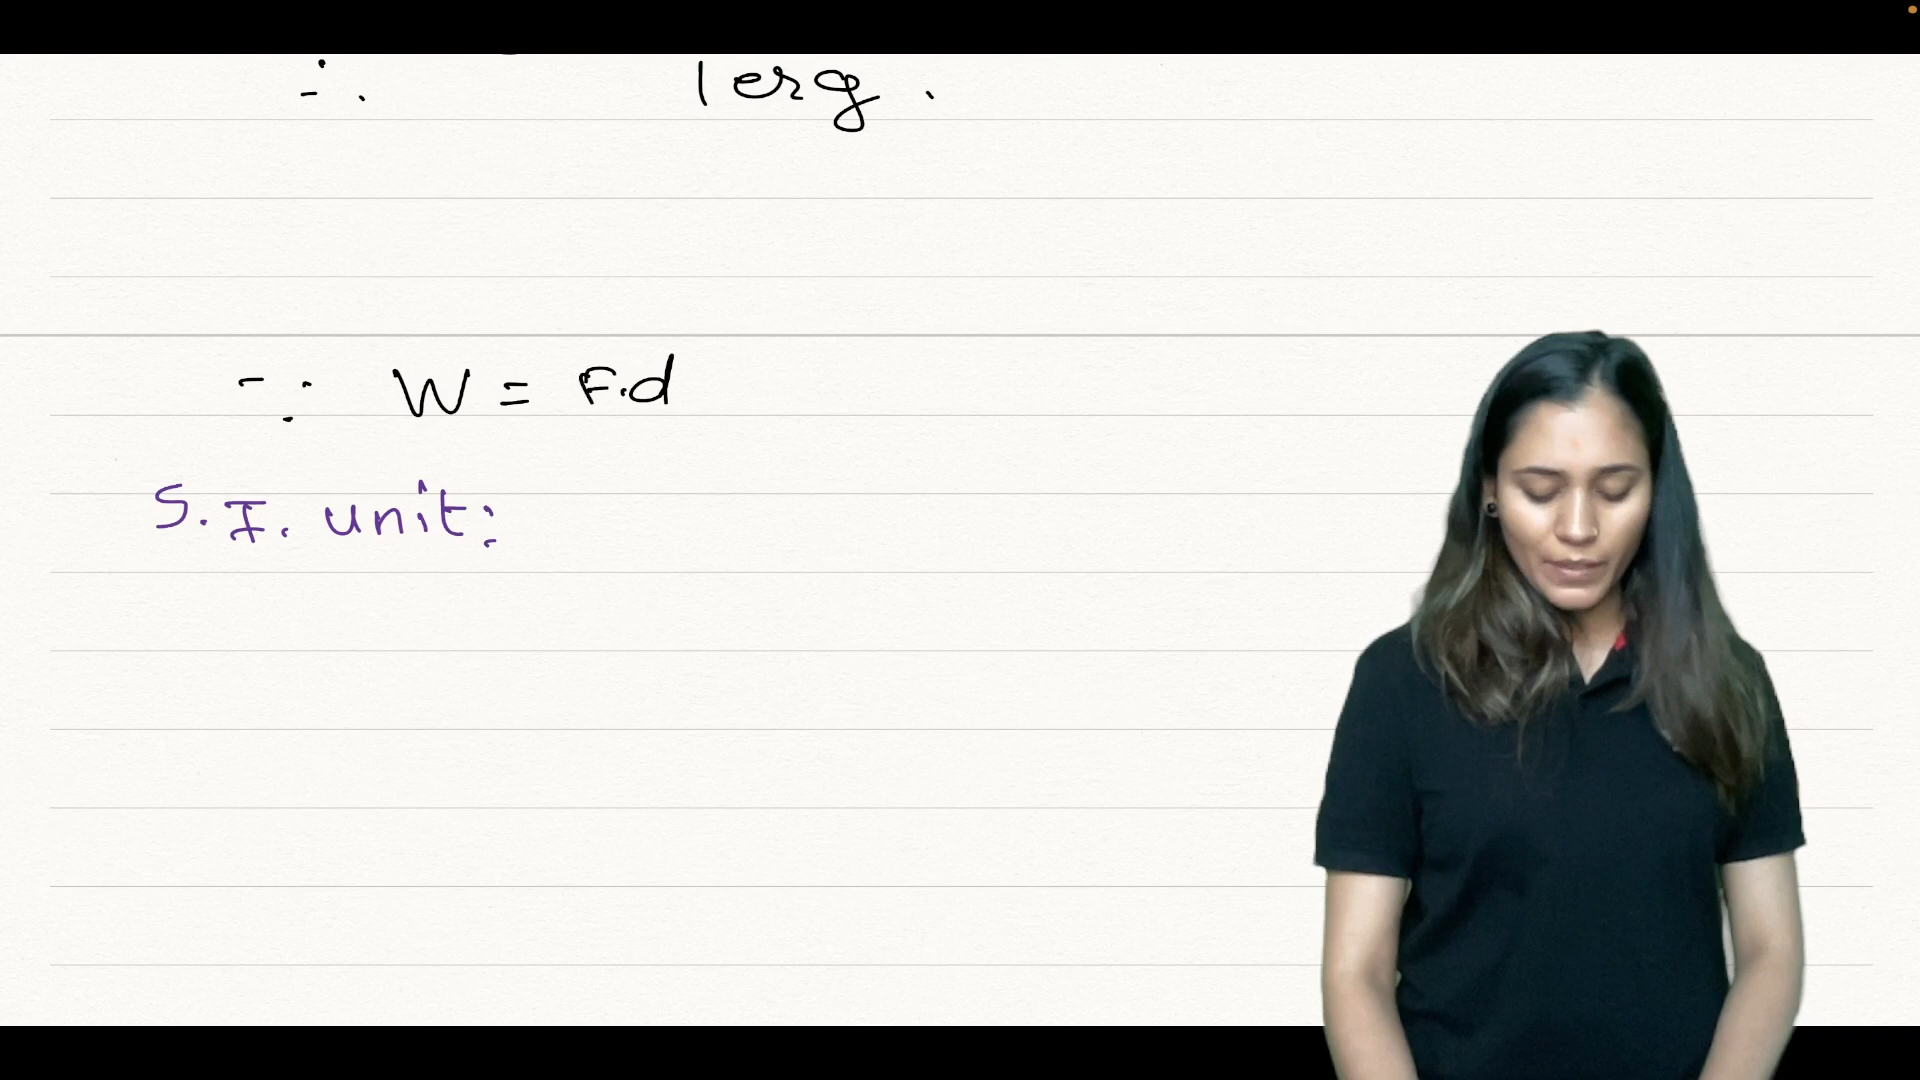 ∴ 1 erg.
∵ W = F.d
S.I. unit: